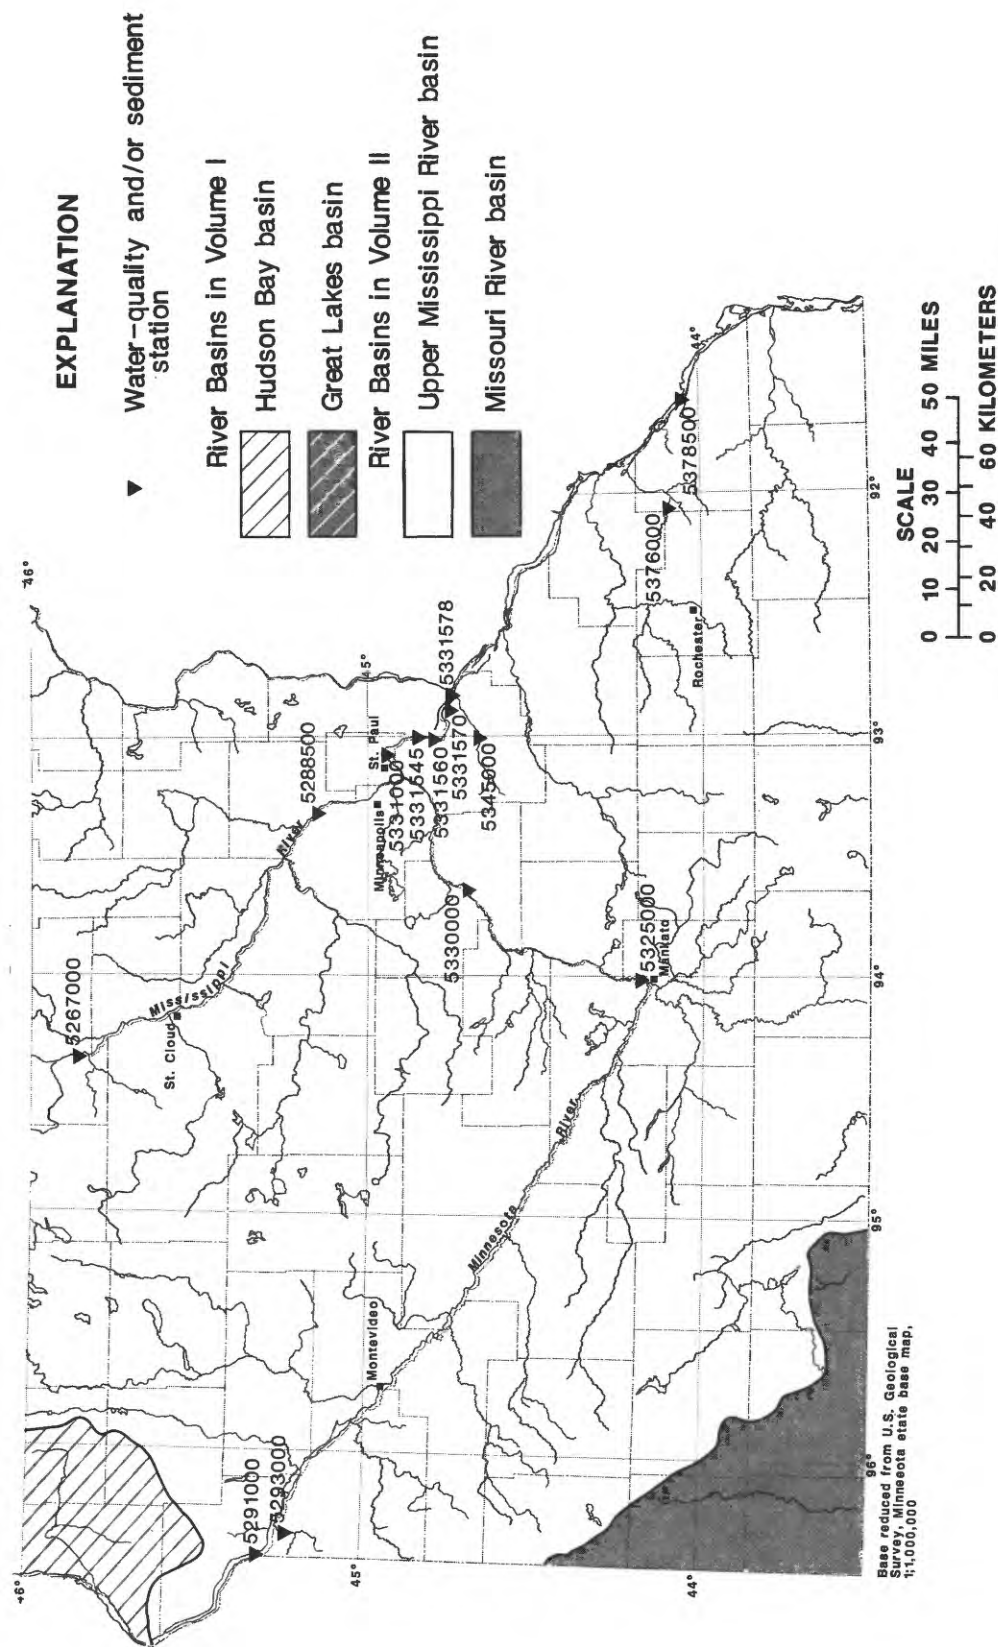 EXPLANATION
Water-quality and/or sediment
station
River Basins in Volume I
Hudson Bay basin
Great Lakes basin
River Basins in Volume II
Upper Mississippi River basin
Missouri River basin
46°
46°
5267000
St. Cloud
Mississippi
River
5288500
5291000
5293000
45°
45°
Montevideo
Minneapolis
St. Paul
5331000
5331545
5331560
5331570
5331578
5345000
5330000
Minnesota
River
5325000
Mankato
Rochester
5376000
5378500
44°
44°
96°
95°
94°
93°
92°
SCALE
0 10 20 30 40 50 MILES
0 20 40 60 KILOMETERS
Base reduced from U.S. Geological
Survey, Minnesota state base map,
1;1,000,000